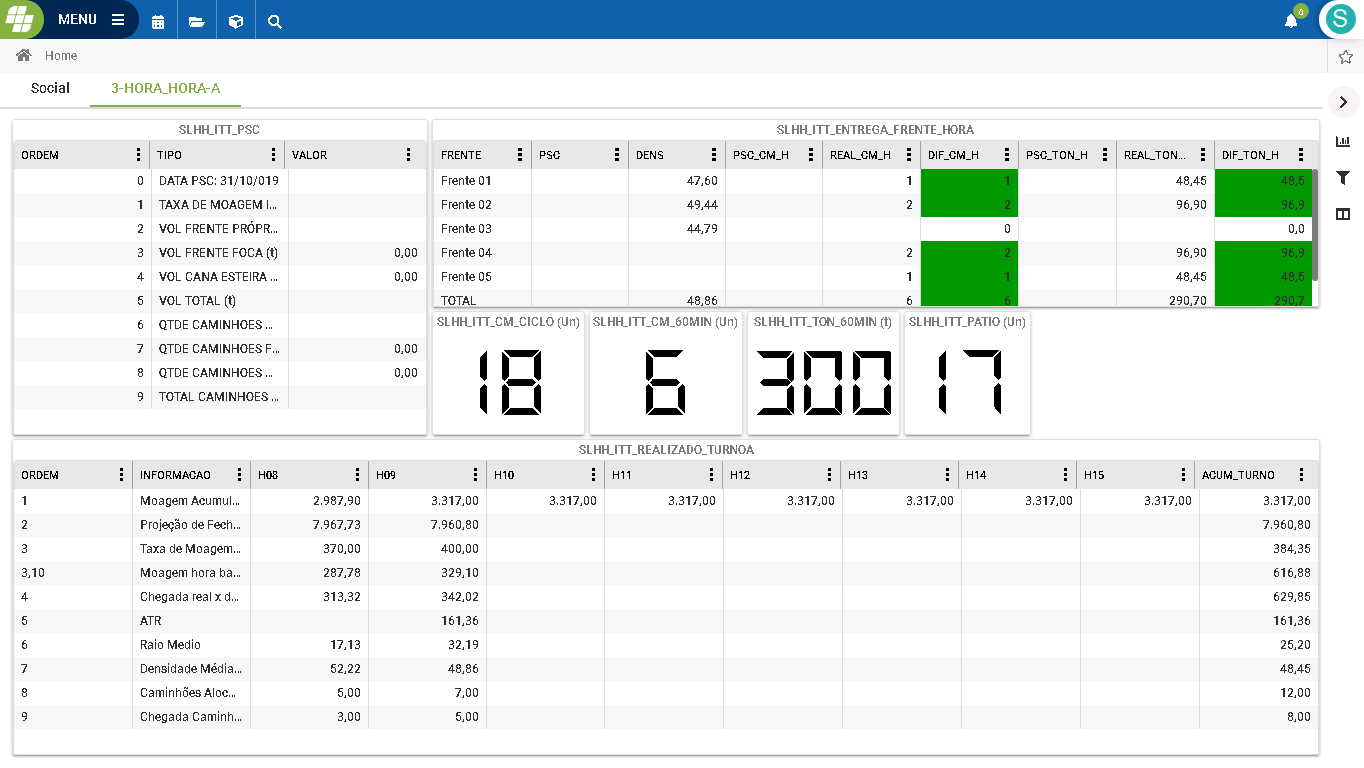 MENU
0
S
Home
Social 3-HORA_HORA-A
SLHH_ITT_PSC
ORDEM TIPO VALOR
0 DATA PSC: 31/10/019
1 TAXA DE MOAGEM I...
2 VOL FRENTE PRÓPR...
3 VOL FRENTE FOCA (t) 0,00
4 VOL CANA ESTEIRA ... 0,00
5 VOL TOTAL (t)
6 QTDE CAMINHOES ...
7 QTDE CAMINHOES F... 0,00
8 QTDE CAMINHOES ... 0,00
9 TOTAL CAMINHOES ...
SLHH_ITT_ENTREGA_FRENTE_HORA
FRENTE PSC DENS PSC_CM_H REAL_CM_H DIF_CM_H PSC_TON_H REAL_TON... DIF_TON_H
Frente 01 47,60 1 1 48,45 48,5
Frente 02 49,44 2 2 96,90 96,9
Frente 03 44,79 0 0,0
Frente 04 2 2 96,90 96,9
Frente 05 1 1 48,45 48,5
TOTAL 48,86 6 6 290,70 290,7
SLHH_ITT_CM_CICLO (Un)
18
SLHH_ITT_CM_60MIN (Un)
6
SLHH_ITT_TON_60MIN (t)
300
SLHH_ITT_PATIO (Un)
17
SLHH_ITT_REALIZADO_TURNOA
ORDEM INFORMACAO H08 H09 H10 H11 H12 H13 H14 H15 ACUM_TURNO
1 Moagem Acumul... 2.987,90 3.317,00 3.317,00 3.317,00 3.317,00 3.317,00 3.317,00 3.317,00 3.317,00
2 Projeção de Fech... 7.967,73 7.960,80 7.960,80
3 Taxa de Moagem... 370,00 400,00 384,35
3,10 Moagem hora ba... 287,78 329,10 616,88
4 Chegada real x d... 313,32 342,02 629,85
5 ATR 161,36 161,36
6 Raio Medio 17,13 32,19 25,20
7 Densidade Média... 52,22 48,86 48,45
8 Caminhões Aloc... 5,00 7,00 12,00
9 Chegada Caminh... 3,00 5,00 8,00